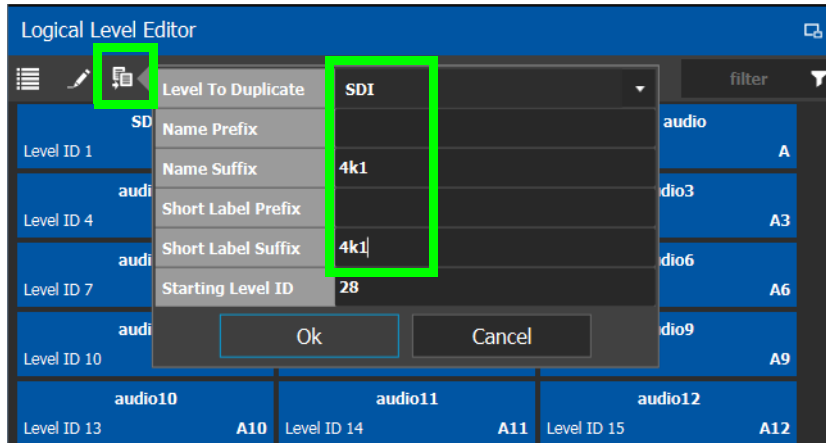 Logical Level Editor
filter
Level To Duplicate SDI
Name Prefix
Name Suffix 4k1
Short Label Prefix
Short Label Suffix 4k1
Starting Level ID 28
Ok Cancel
SD audio
Level ID 1 A
audi dio3
Level ID 4 A3
audi dio6
Level ID 7 A6
audi dio9
Level ID 10 A9
audio10 audio11 audio12
Level ID 13 A10 Level ID 14 A11 Level ID 15 A12